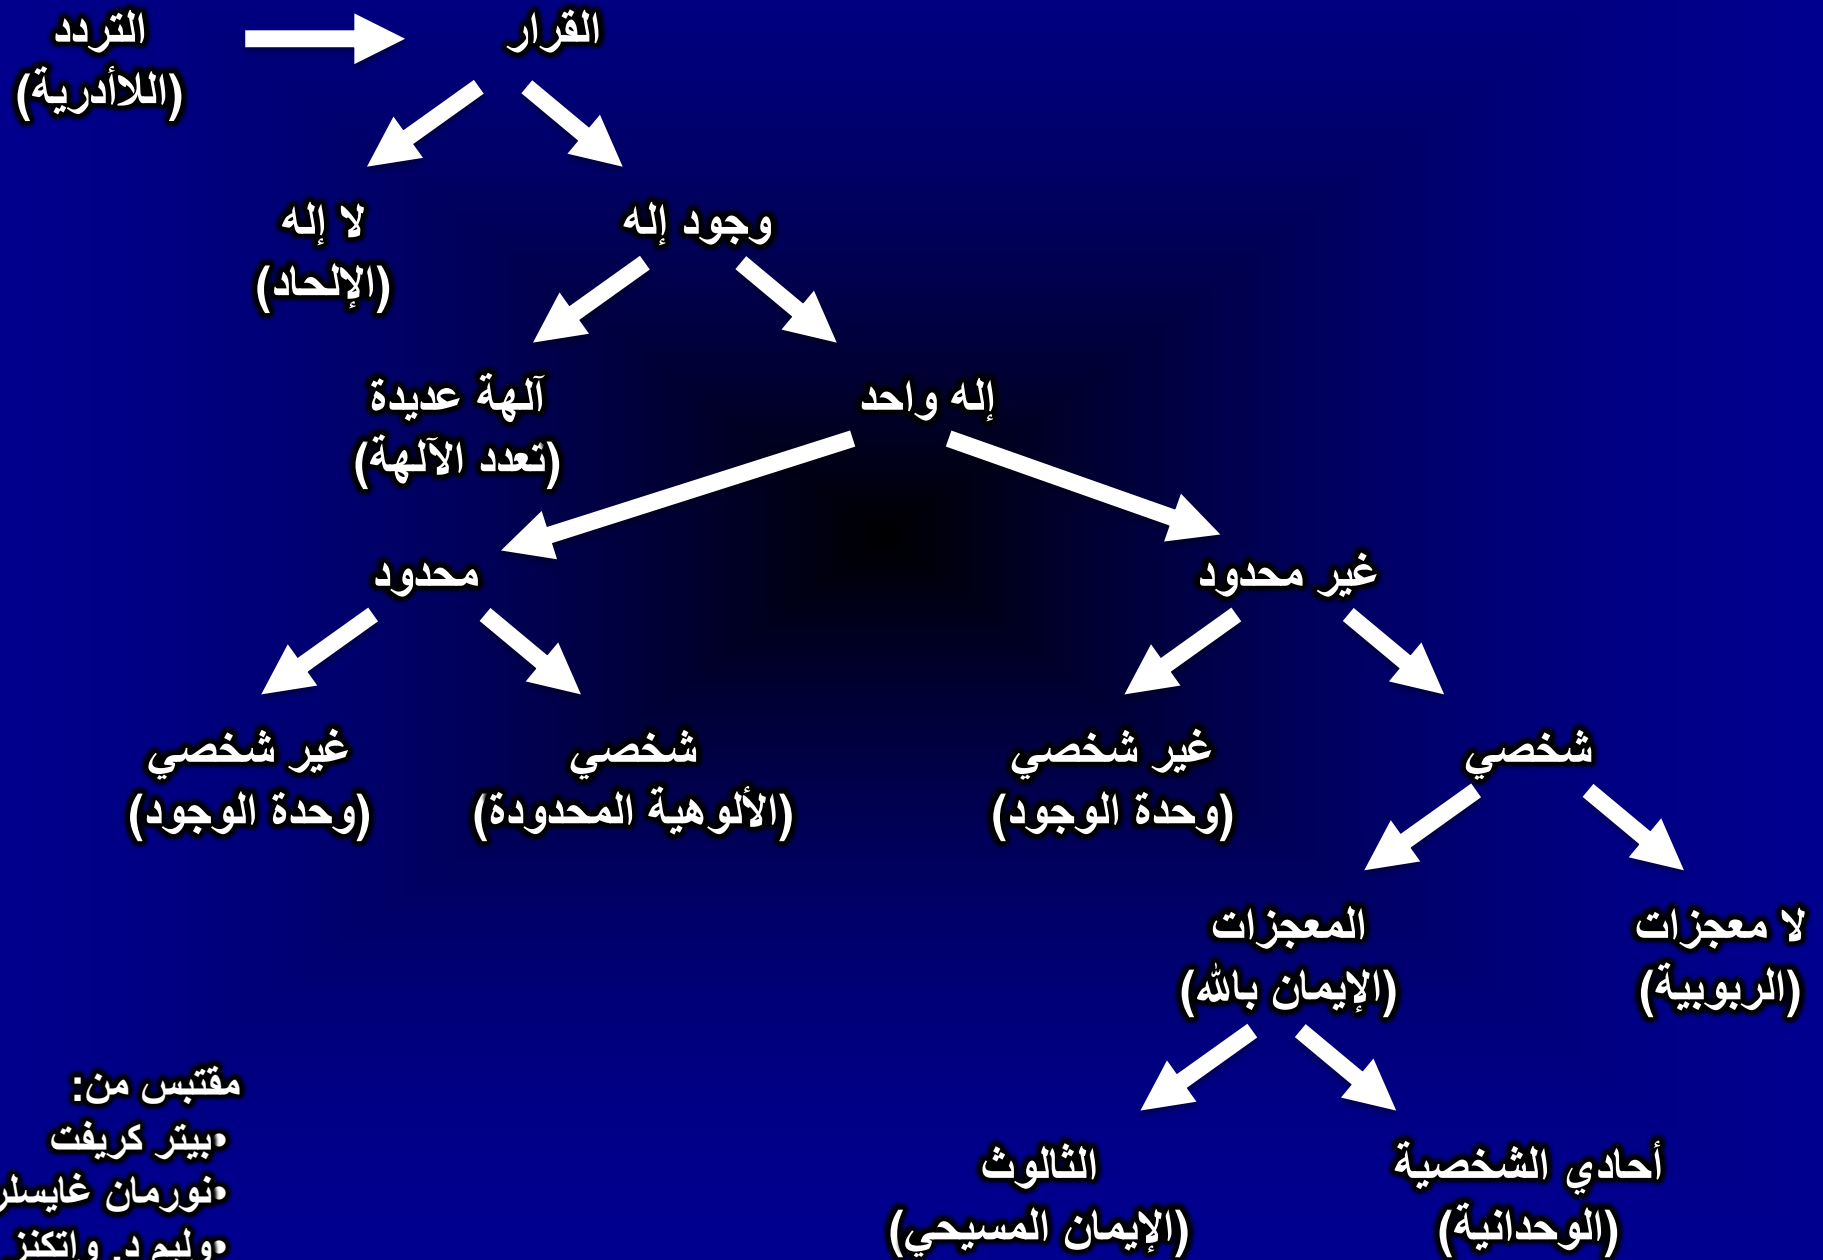 التردد
(اللاأدرية)
القرار
لا إله
(الإلحاد)
وجود إله
آلهة عديدة
(تعدد الآلهة)
إله واحد
محدود
غير محدود
غير شخصي
(وحدة الوجود)
شخصي
(الألوهية المحدودة)
غير شخصي
(وحدة الوجود)
شخصي
المعجزات
(الإيمان بالله)
لا معجزات
(الربوبية)
الثالوث
(الإيمان المسيحي)
أحادي الشخصية
(الوحدانية)
مقتبس من:
•بيتر كريفت
•نورمان غايسلر
•وليم د. واتكنز